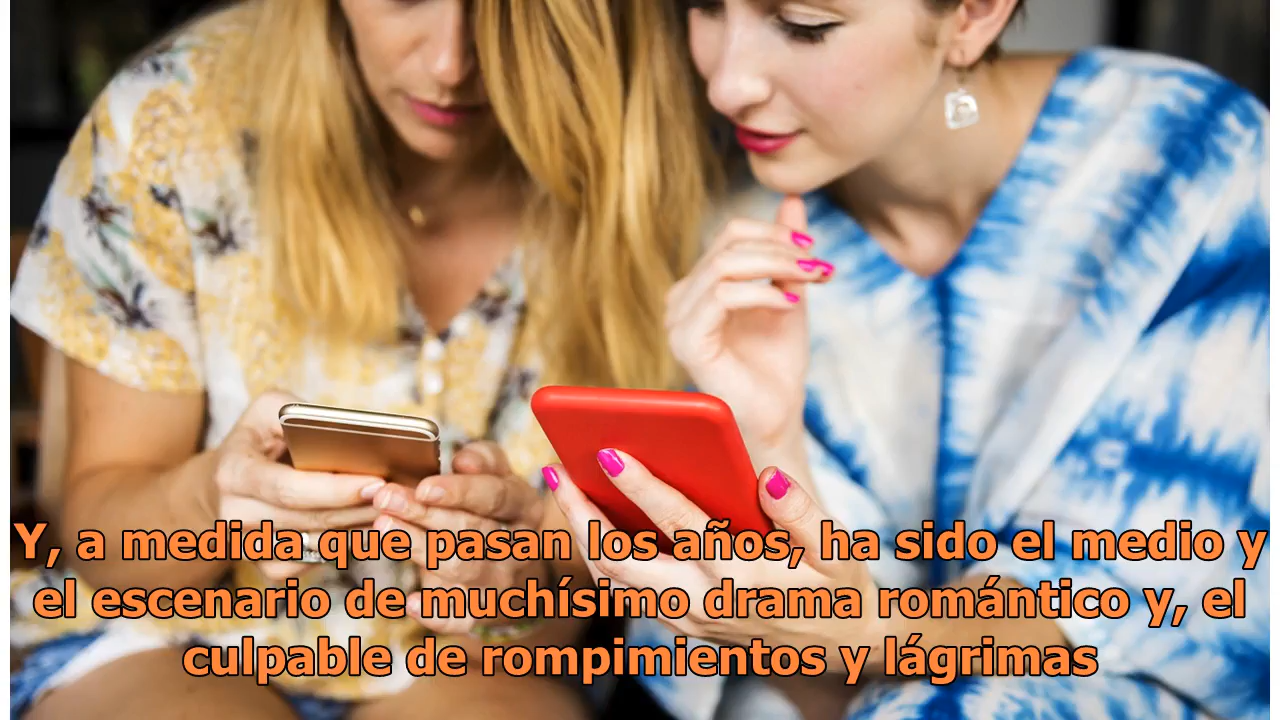 Y, a medida que pasan los años, ha sido el medio y
el escenario de muchísimo drama romántico y, el
culpable de rompimientos y lágrimas